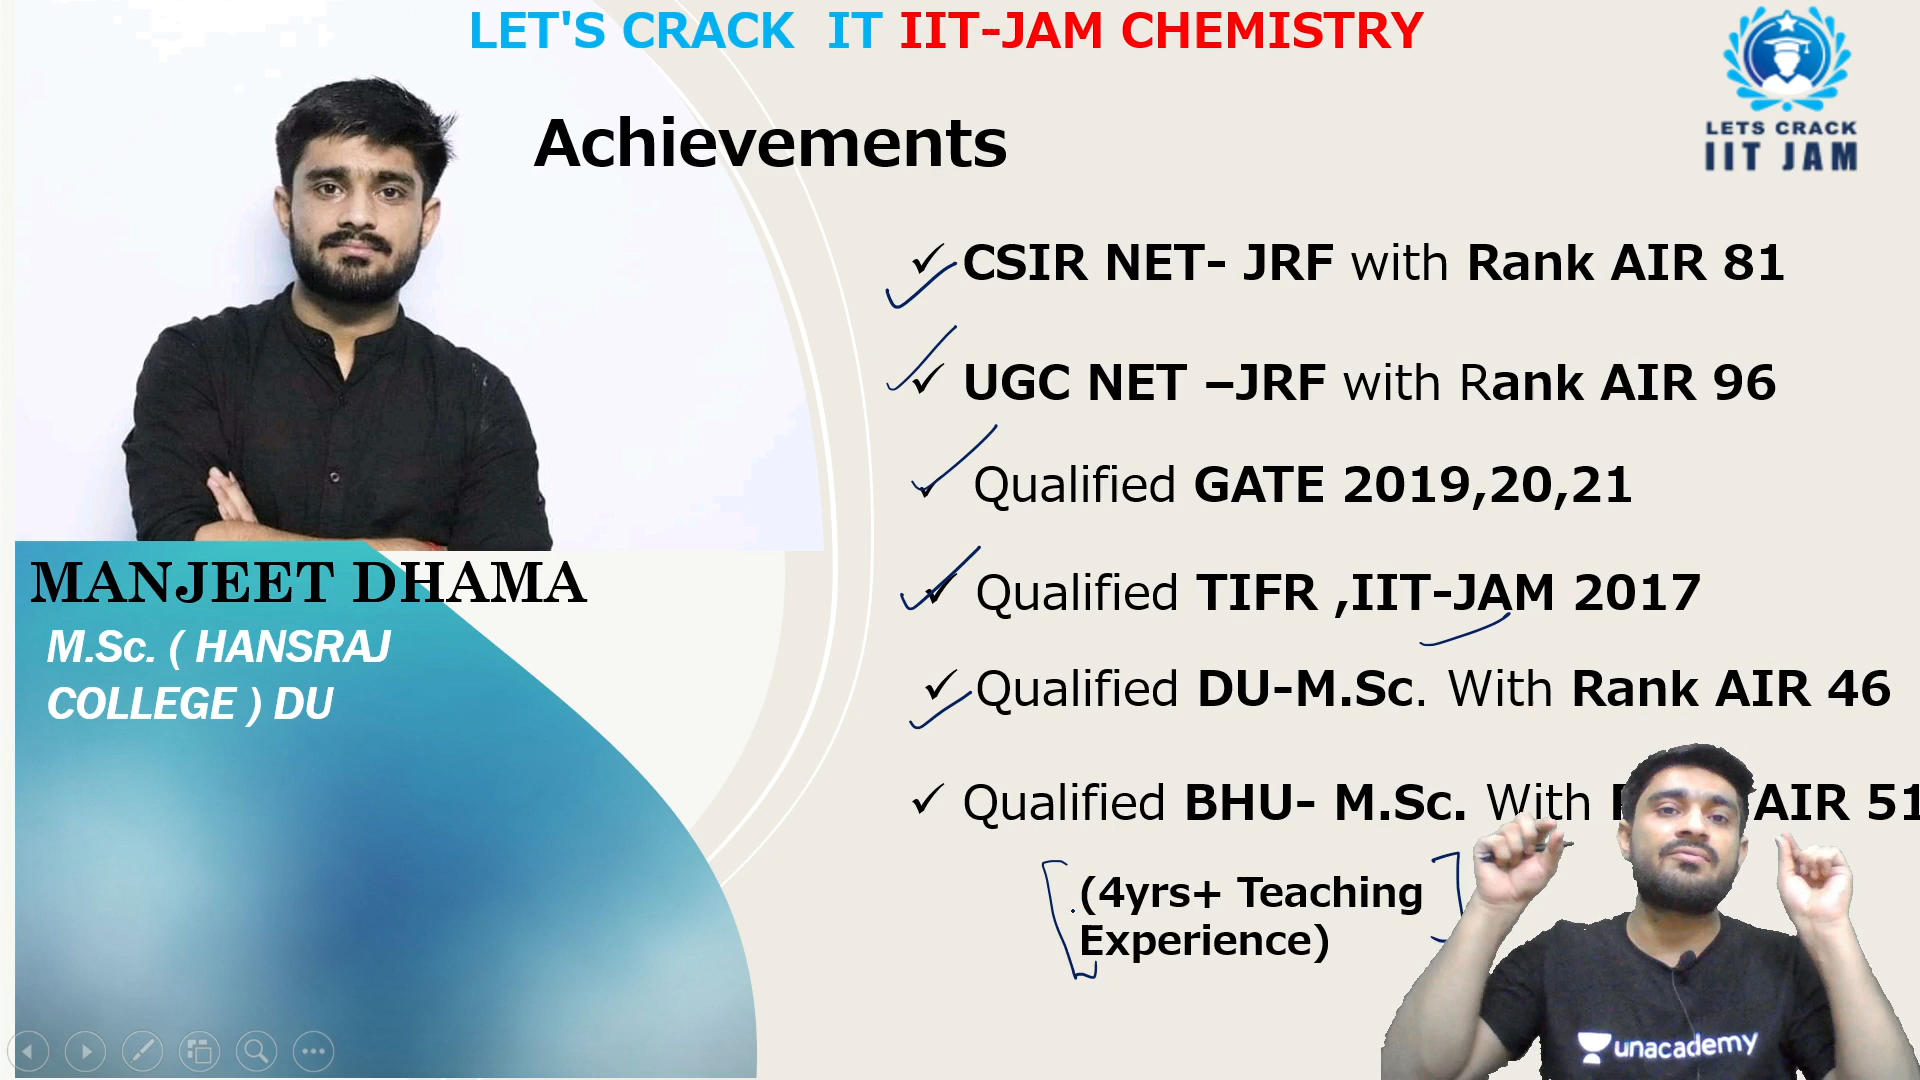 LET'S CRACK IT IIT-JAM CHEMISTRY
LETS CRACK
IIT JAM
Achievements
CSIR NET- JRF with Rank AIR 81
UGC NET –JRF with Rank AIR 96
Qualified GATE 2019,20,21
Qualified TIFR ,IIT-JAM 2017
Qualified DU-M.Sc. With Rank AIR 46
Qualified BHU- M.Sc. With AIR 51
(4yrs+ Teaching
Experience)
MANJEET DHAMA
M.Sc. ( HANSRAJ
COLLEGE ) DU
unacademy